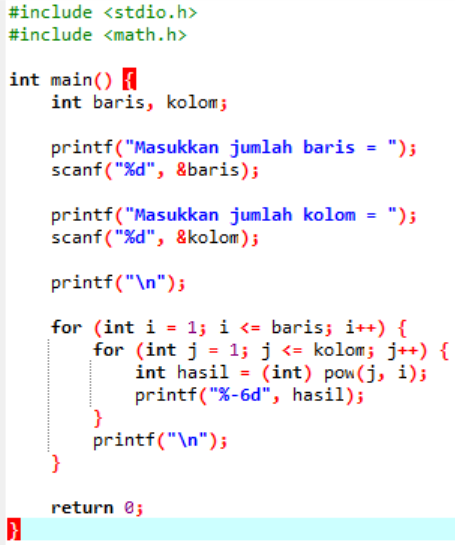 #include <stdio.h>
#include <math.h>

int main() {
    int baris, kolom;

    printf("Masukkan jumlah baris = ");
    scanf("%d", &baris);

    printf("Masukkan jumlah kolom = ");
    scanf("%d", &kolom);

    printf("\n");

    for (int i = 1; i <= baris; i++) {
        for (int j = 1; j <= kolom; j++) {
            int hasil = (int) pow(j, i);
            printf("%-6d", hasil);
        }
        printf("\n");
    }

    return 0;
}